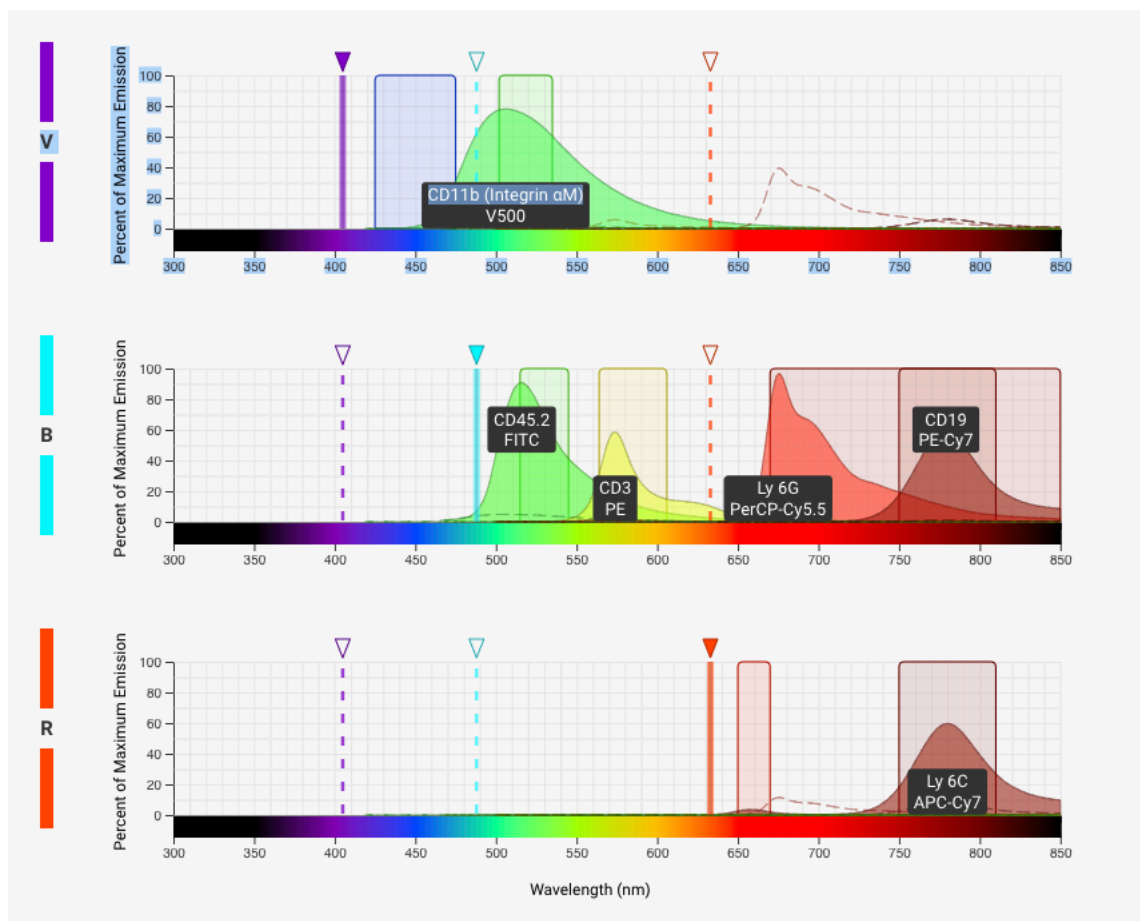 V
Percent of Maximum Emission
100
80
60
40
20
0
CD11b (Integrin αM)
V500
300 350 400 450 500 550 600 650 700 750 800 850
B
Percent of Maximum Emission
100
80
60
40
20
0
CD45.2
FITC
CD3
PE
Ly 6G
PerCP-Cy5.5
CD19
PE-Cy7
300 350 400 450 500 550 600 650 700 750 800 850
R
Percent of Maximum Emission
100
80
60
40
20
0
Ly 6C
APC-Cy7
300 350 400 450 500 550 600 650 700 750 800 850
Wavelength (nm)